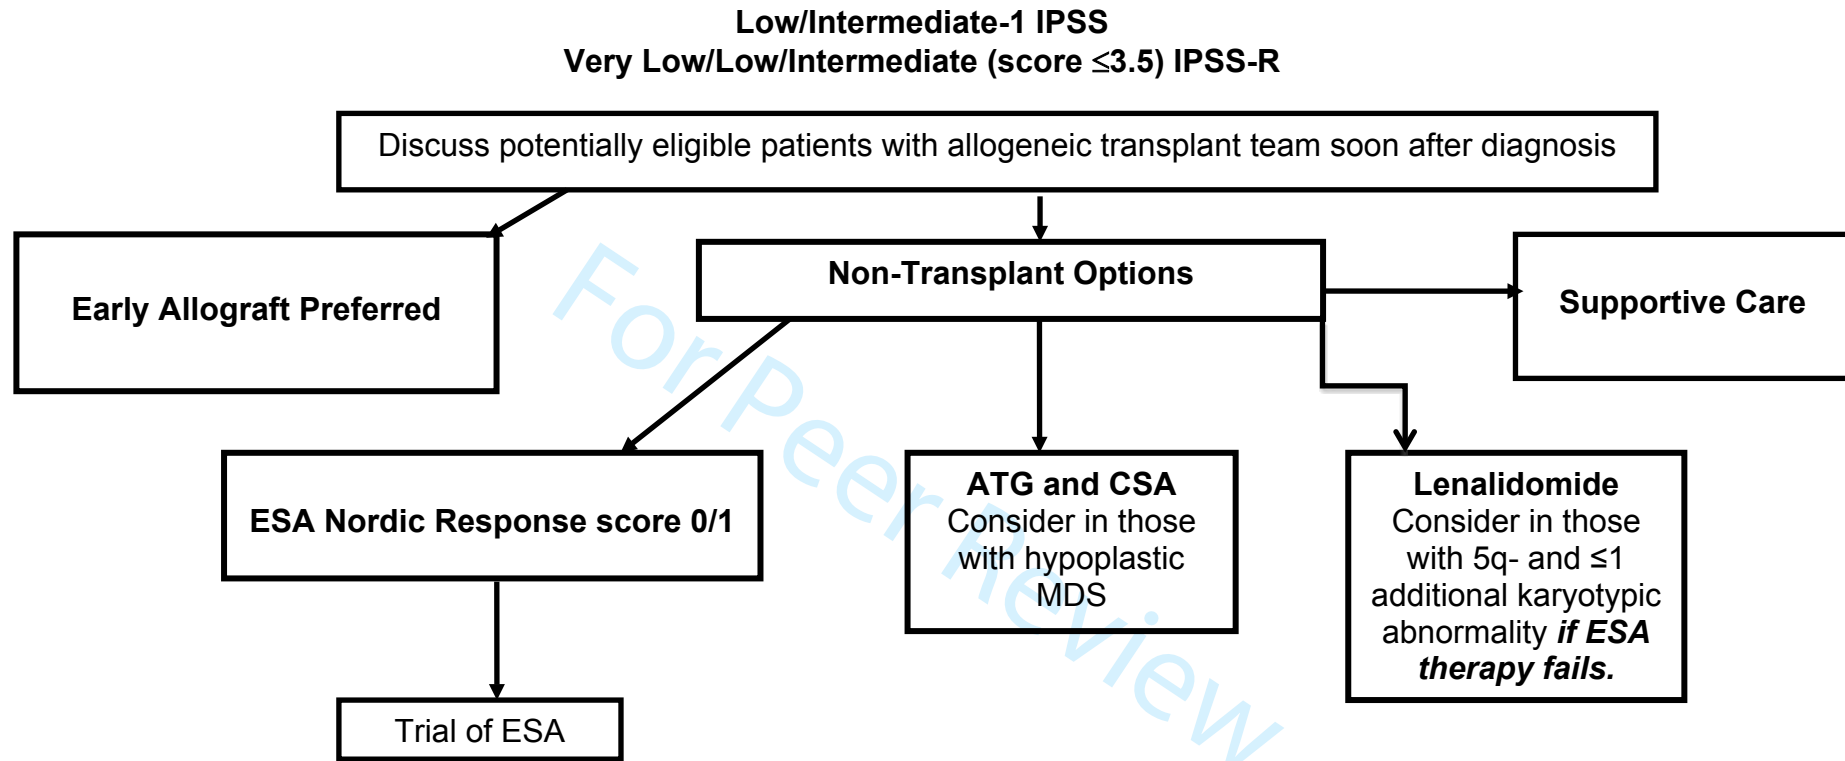 Low/Intermediate-1 IPSS
Very Low/Low/Intermediate (score ≤3.5) IPSS-R
Discuss potentially eligible patients with allogeneic transplant team soon after diagnosis
Early Allograft Preferred
Non-Transplant Options
Supportive Care
ESA Nordic Response score 0/1
ATG and CSA
Consider in those
with hypoplastic
MDS
Lenalidomide
Consider in those
with 5q- and ≤1
additional karyotypic
abnormality if ESA
therapy fails.
Trial of ESA
For Peer Review